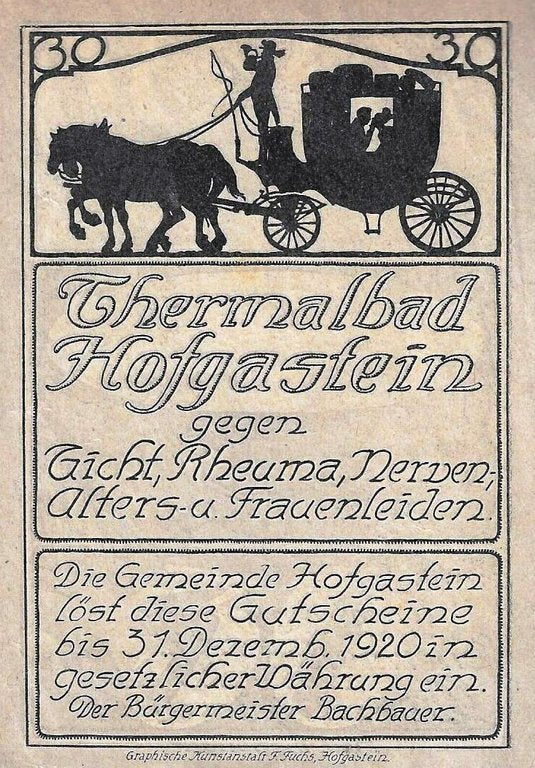 30 30
Thermalbad
Hofgastein
gegen
Gicht, Rheuma, Nerven-,
Alters- u. Frauenleiden.
Die Gemeinde Hofgastein
löst diese Gutscheine
bis 31. Dezemb. 1920 in
gesetzlicher Währung ein.
Der Bürgermeister Bachbauer.
Graphische Kunstanstalt F. Fuchs, Hofgastein.